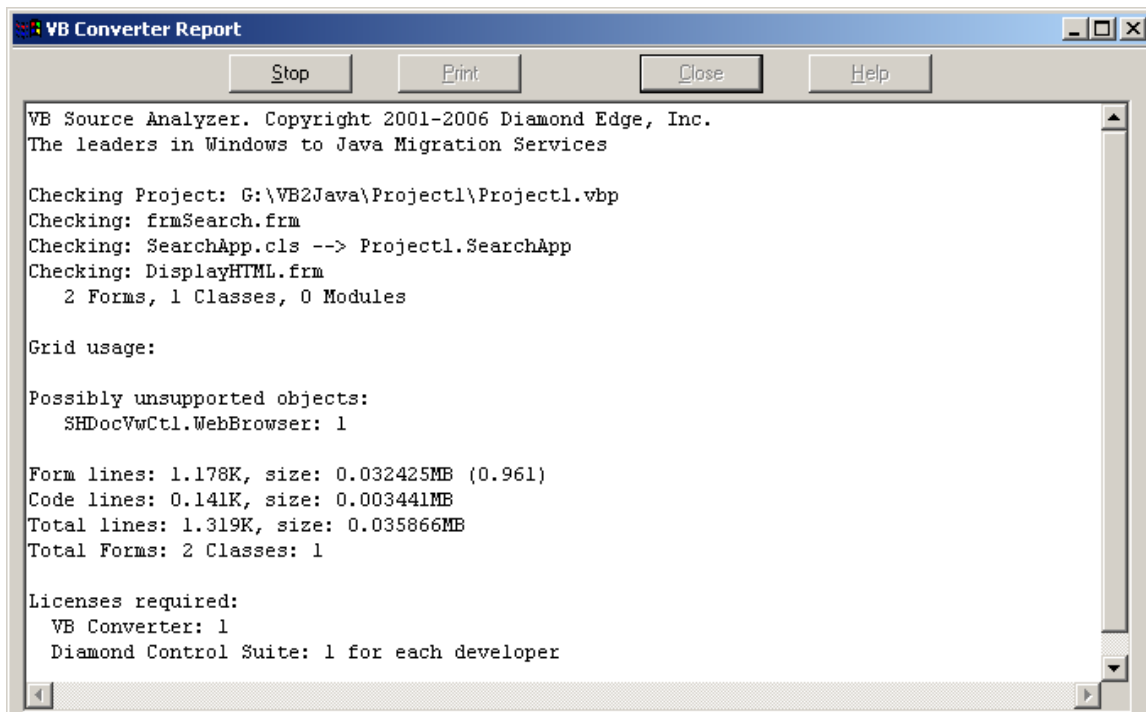 VB Converter Report
Stop Print Close Help
VB Source Analyzer. Copyright 2001-2006 Diamond Edge, Inc.
The leaders in Windows to Java Migration Services
Checking Project: G:\VB2Java\Project1\Project1.vbp
Checking: frmSearch.frm
Checking: SearchApp.cls --> Project1.SearchApp
Checking: DisplayHTML.frm
2 Forms, 1 Classes, 0 Modules
Grid usage:
Possibly unsupported objects:
SHDocVwCtl.WebBrowser: 1
Form lines: 1.178K, size: 0.032425MB (0.961)
Code lines: 0.141K, size: 0.003441MB
Total lines: 1.319K, size: 0.035866MB
Total Forms: 2 Classes: 1
Licenses required:
VB Converter: 1
Diamond Control Suite: 1 for each developer